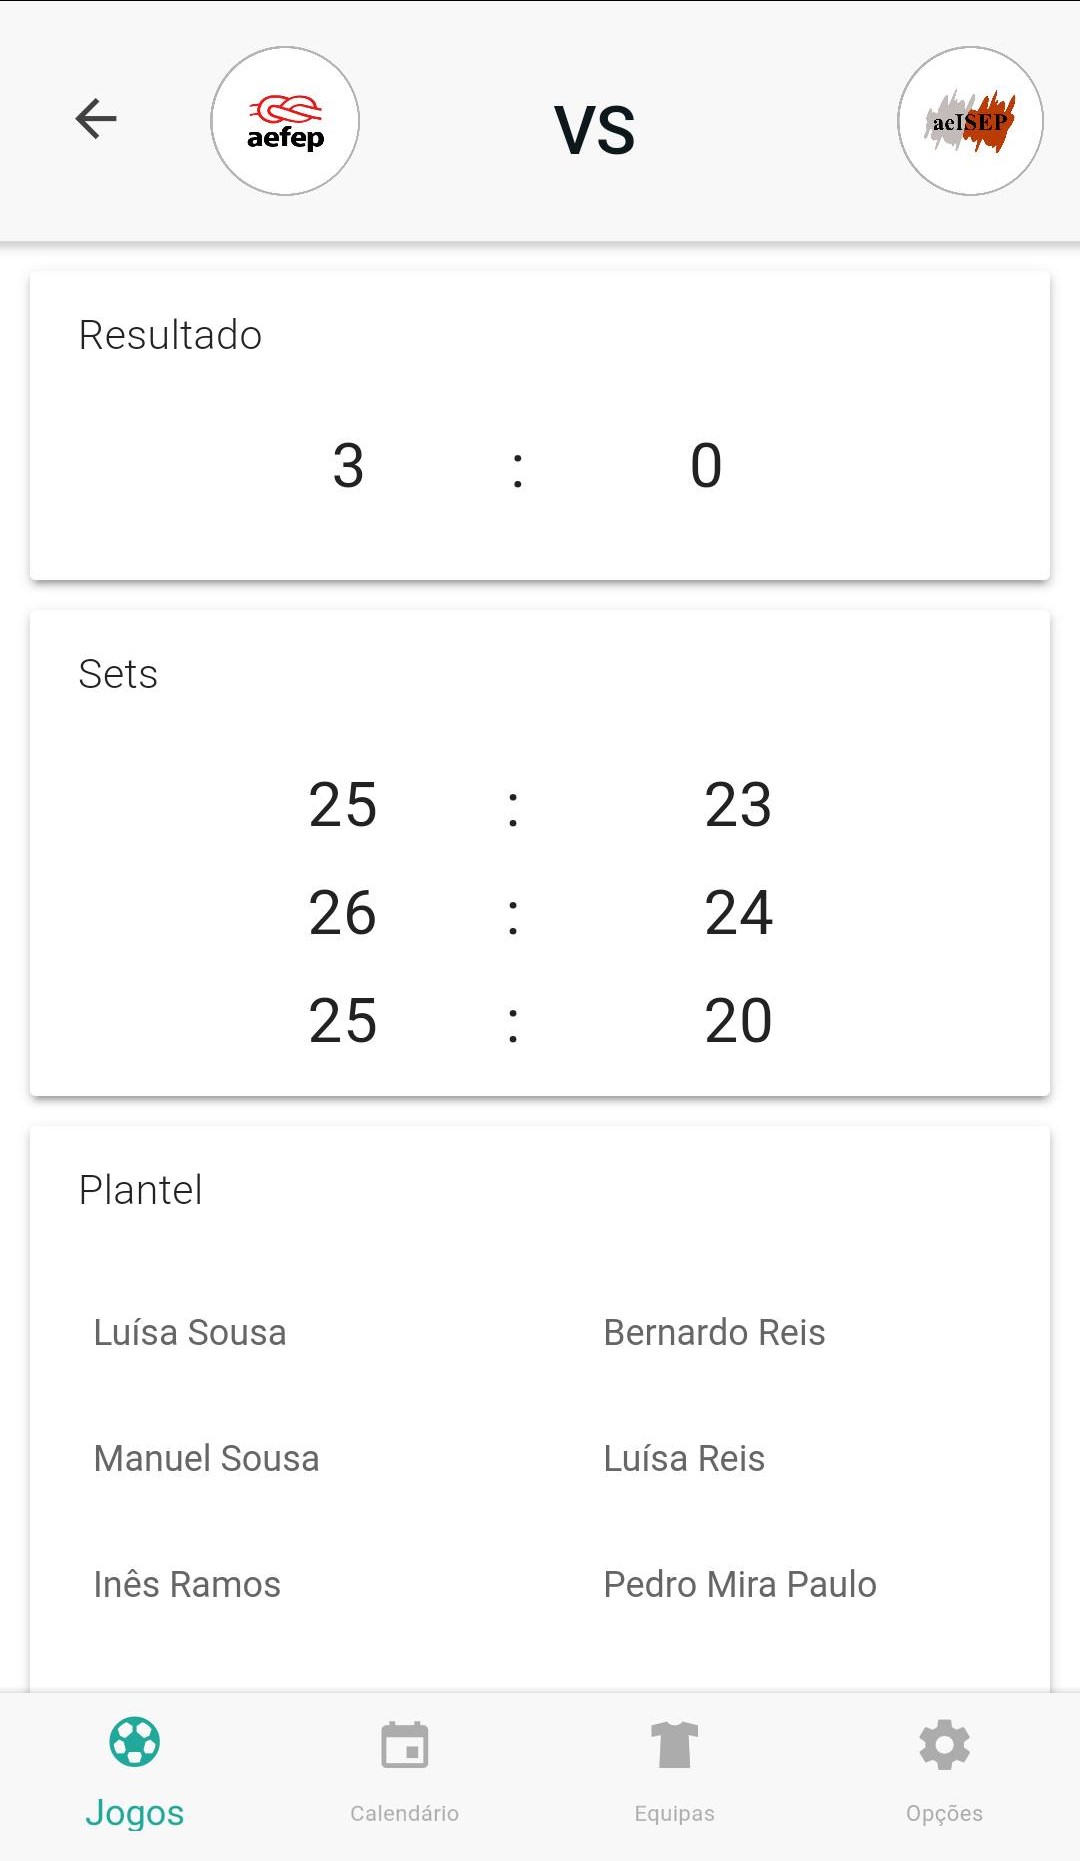 aefep VS aeISEP
Resultado
3 : 0
Sets
25 : 23
26 : 24
25 : 20
Plantel
Luísa Sousa Bernardo Reis
Manuel Sousa Luísa Reis
Inês Ramos Pedro Mira Paulo
Jogos Calendário Equipas Opções